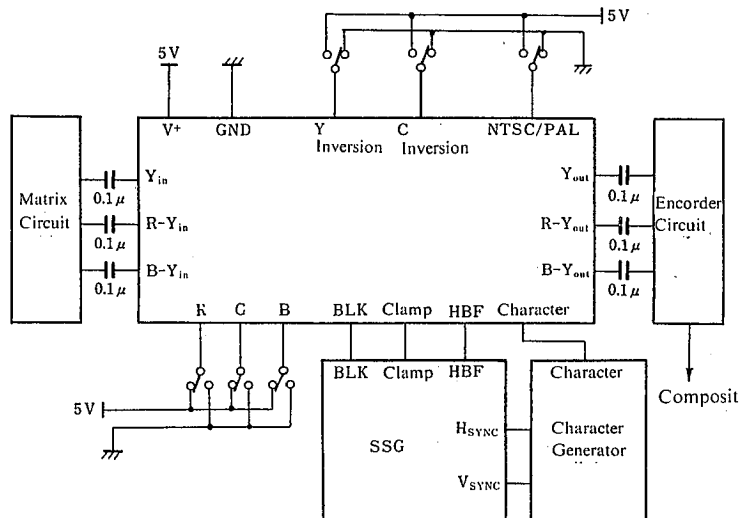 5V
5V
V+ GND Y Inversion C Inversion NTSC/PAL
Matrix Circuit
0.1μ
0.1μ
0.1μ
Yin
R-Yin
B-Yin
Yout
R-Yout
B-Yout
0.1μ
0.1μ
0.1μ
Encorder Circuit
R G B BLK Clamp HBF Character
BLK Clamp HBF
Character
5V
SSG
HSYNC
VSYNC
Character Generator
Composit